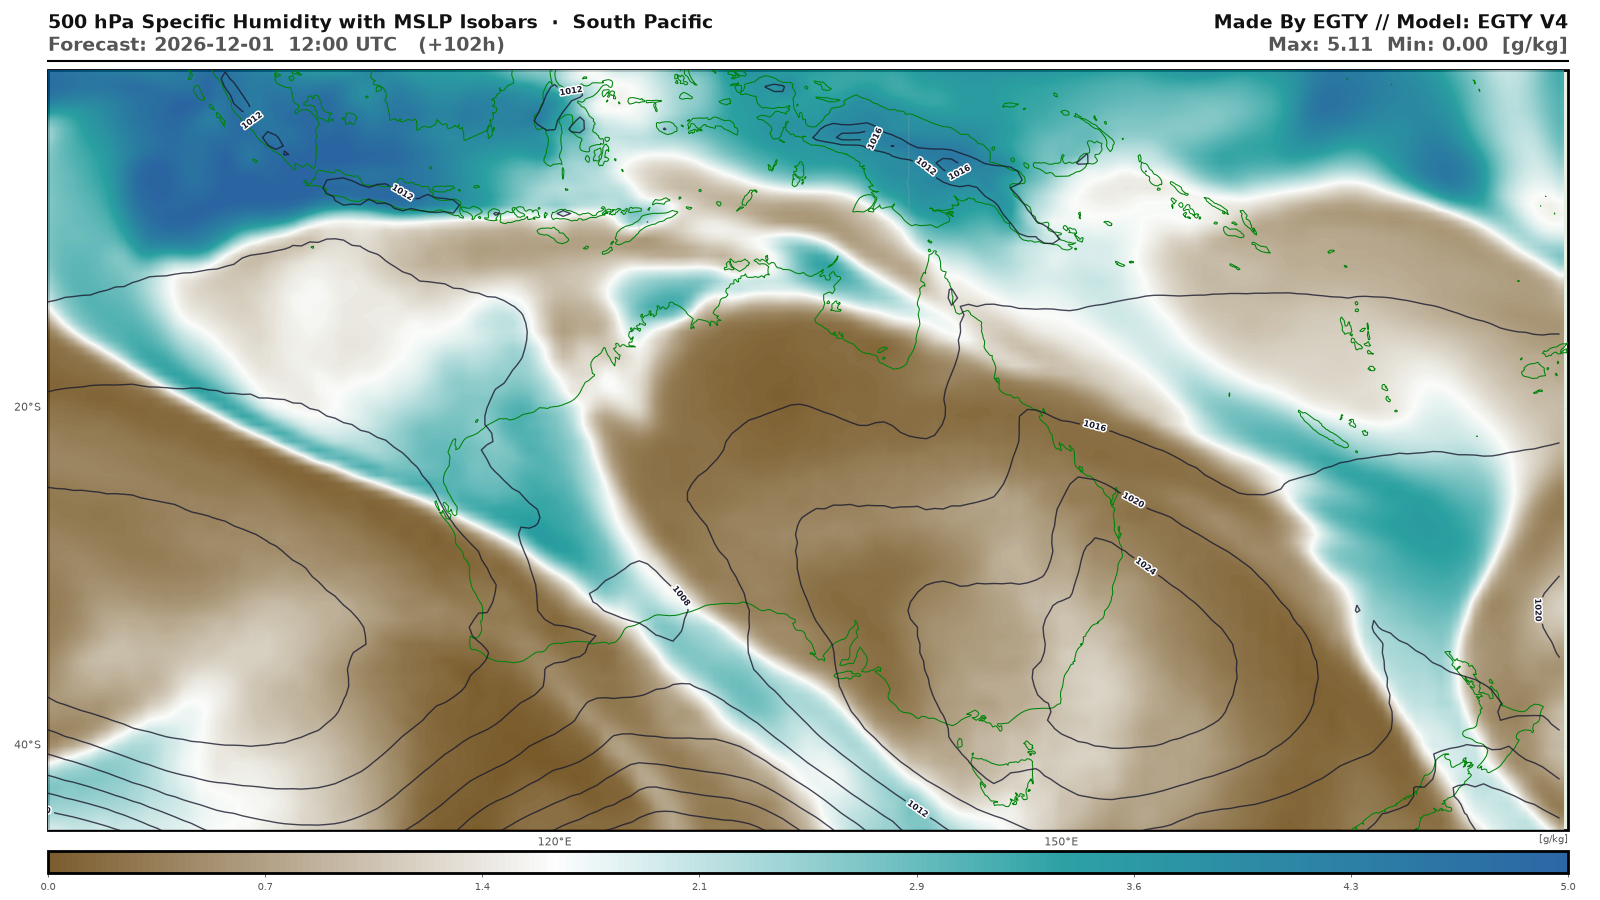 500 hPa Specific Humidity with MSLP Isobars · South Pacific
Made By EGTY // Model: EGTY V4
Forecast: 2026-12-01 12:00 UTC (+102h)
Max: 5.11 Min: 0.00 [g/kg]
1012
1012
1016
1012
1016
1012
20°S
1016
1020
1024
1008
1020
40°S
1012
120°E
150°E
[g/kg]
0.0
0.7
1.4
2.1
2.9
3.6
4.3
5.0